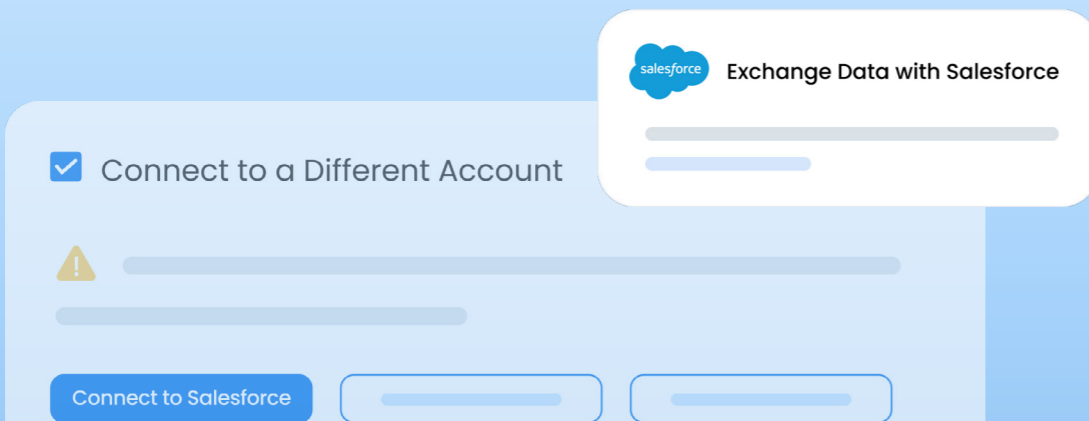 salesforce
Exchange Data with Salesforce
Connect to a Different Account
Connect to Salesforce